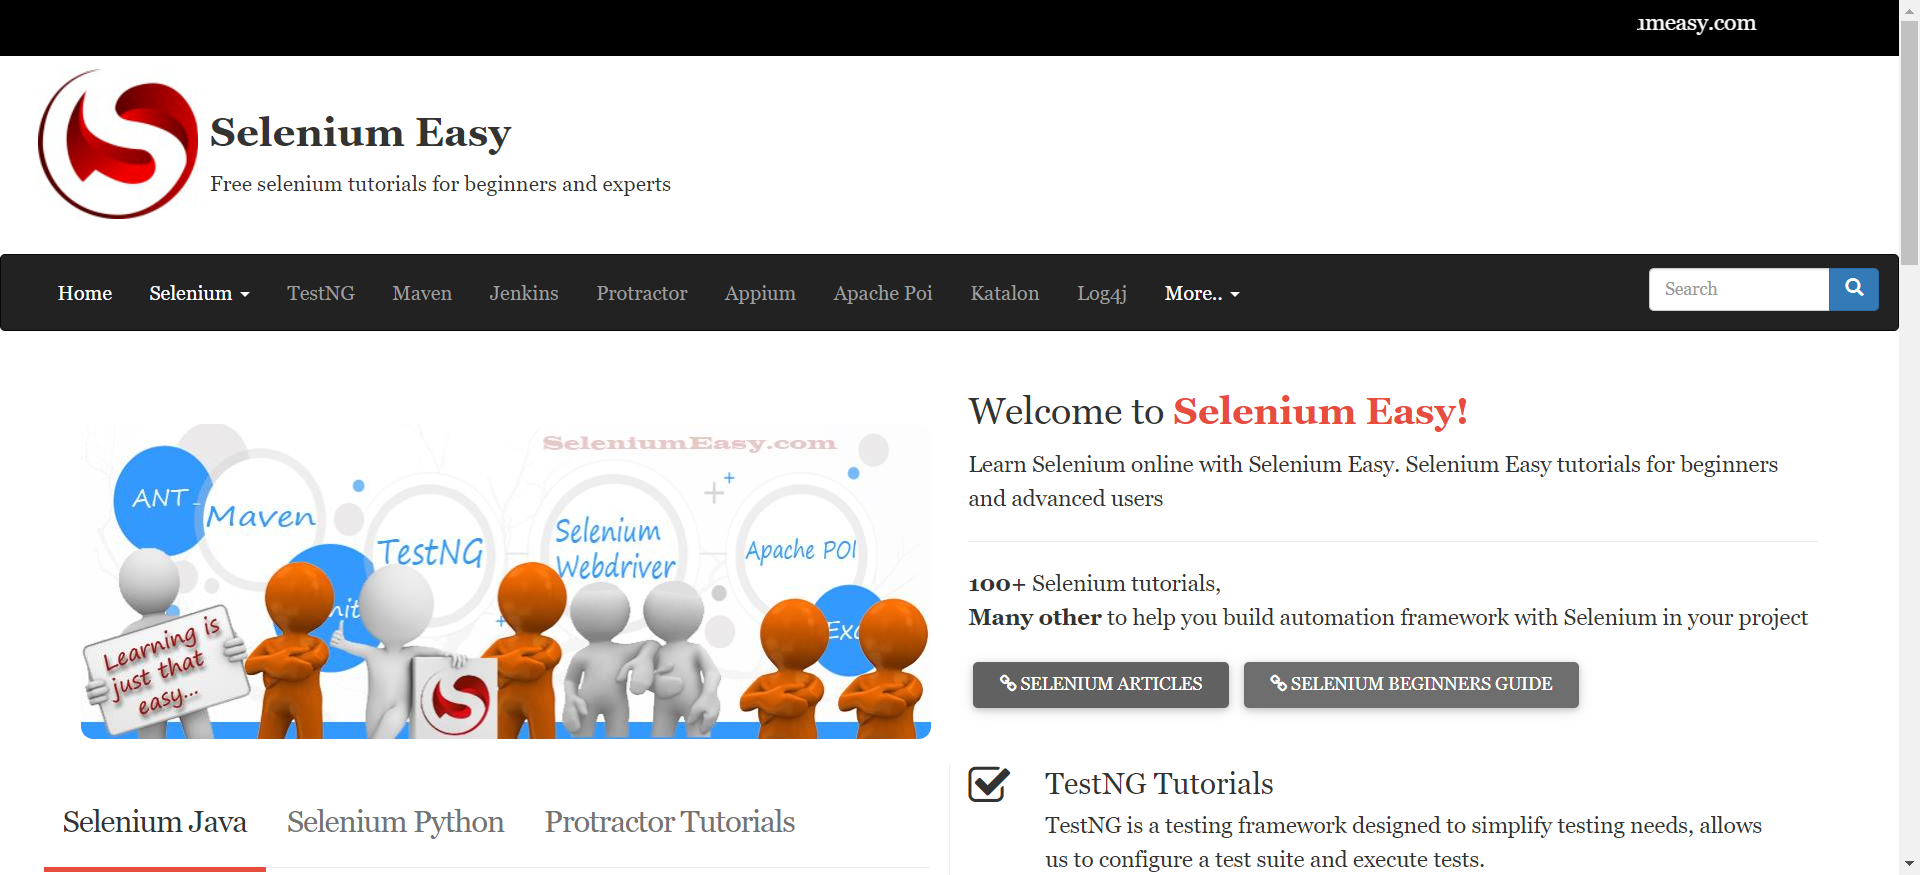 umeasy.com
Selenium Easy
Free selenium tutorials for beginners and experts
Home Selenium TestNG Maven Jenkins Protractor Appium Apache Poi Katalon Log4j More.. Search
SeleniumEasy.com
ANT
Maven
TestNG
Selenium
Webdriver
Apache POI
nit
Exc
Learning is
just that
easy...
Welcome to Selenium Easy!
Learn Selenium online with Selenium Easy. Selenium Easy tutorials for beginners
and advanced users
100+ Selenium tutorials,
Many other to help you build automation framework with Selenium in your project
SELENIUM ARTICLES SELENIUM BEGINNERS GUIDE
Selenium Java Selenium Python Protractor Tutorials
TestNG Tutorials
TestNG is a testing framework designed to simplify testing needs, allows
us to configure a test suite and execute tests.